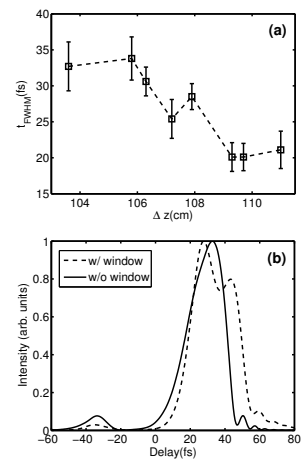 40
35
30
25
20
15
t_FWHM(fs)
(a)
104 106 108 110
Δ z(cm)
1
0.8
0.6
0.4
0.2
0
Intensity (arb. units)
w/ window
w/o window
(b)
−60 −40 −20 0 20 40 60 80
Delay(fs)